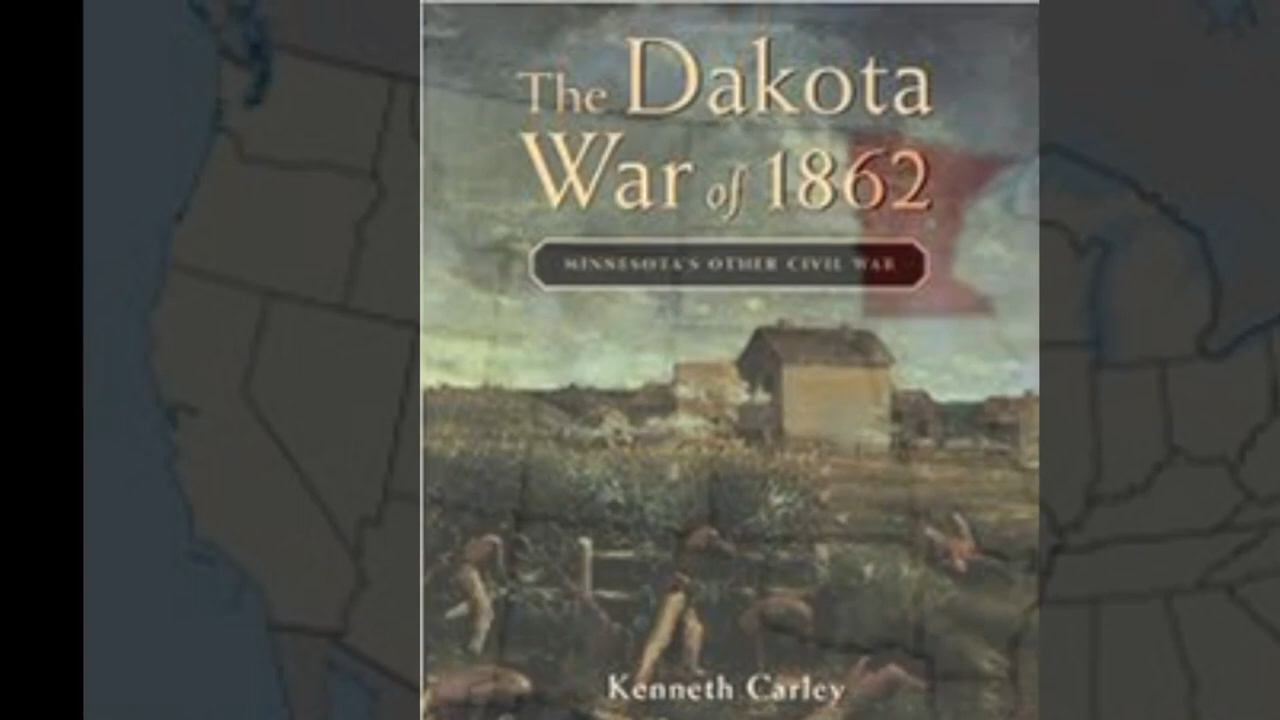 The Dakota
War of 1862
MINNESOTA'S OTHER CIVIL WAR
Kenneth Carley